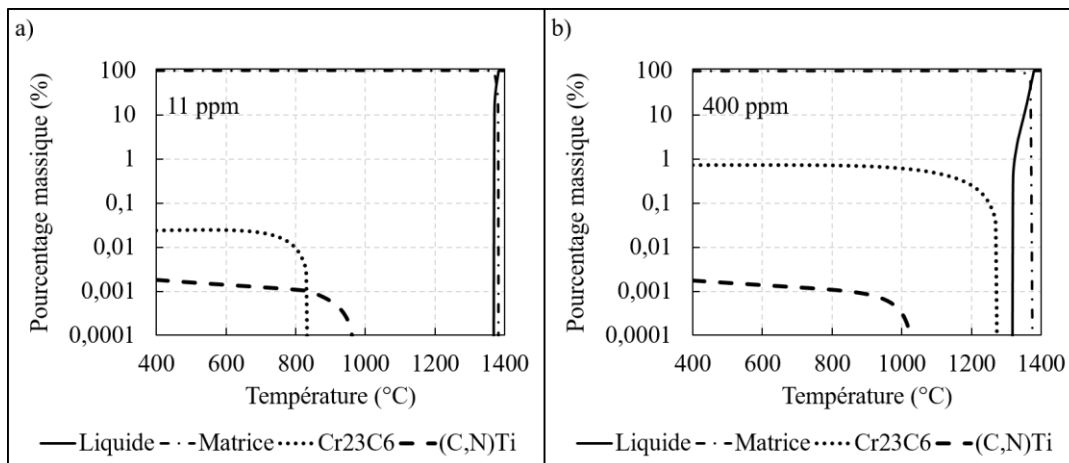 a)
Pourcentage massique (%)
100
10
1
0,1
0,01
0,001
0,0001
11 ppm
400 600 800 1000 1200 1400
Température (°C)
Liquide Matrice Cr23C6 (C,N)Ti
b)
Pourcentage massique (%)
100
10
1
0,1
0,01
0,001
0,0001
400 ppm
400 600 800 1000 1200 1400
Température (°C)
Liquide Matrice Cr23C6 (C,N)Ti